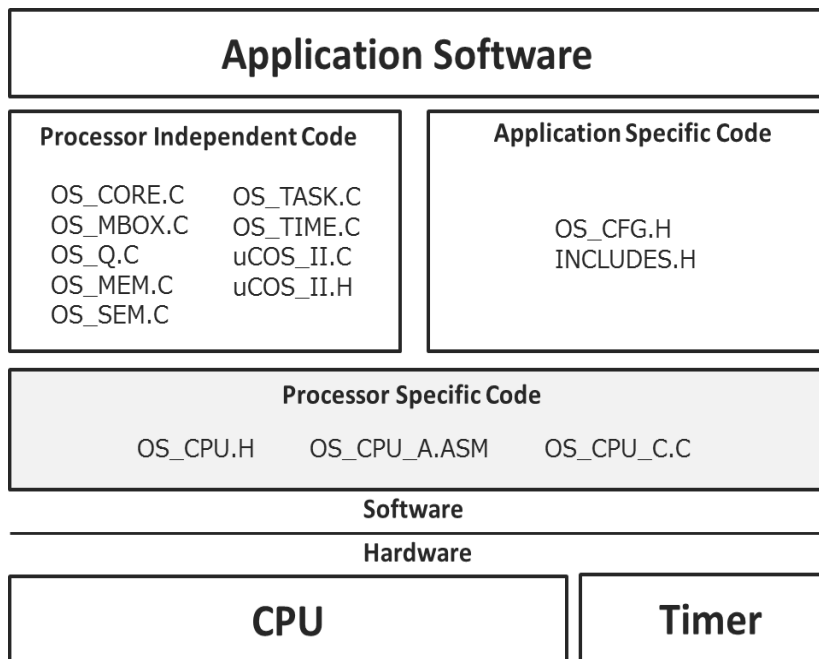 Application Software
Processor Independent Code
OS_CORE.C
OS_MBOX.C
OS_Q.C
OS_MEM.C
OS_SEM.C
OS_TASK.C
OS_TIME.C
uCOS_II.C
uCOS_II.H
Application Specific Code
OS_CFG.H
INCLUDES.H
Processor Specific Code
OS_CPU.H OS_CPU_A.ASM OS_CPU_C.C
Software
Hardware
CPU
Timer